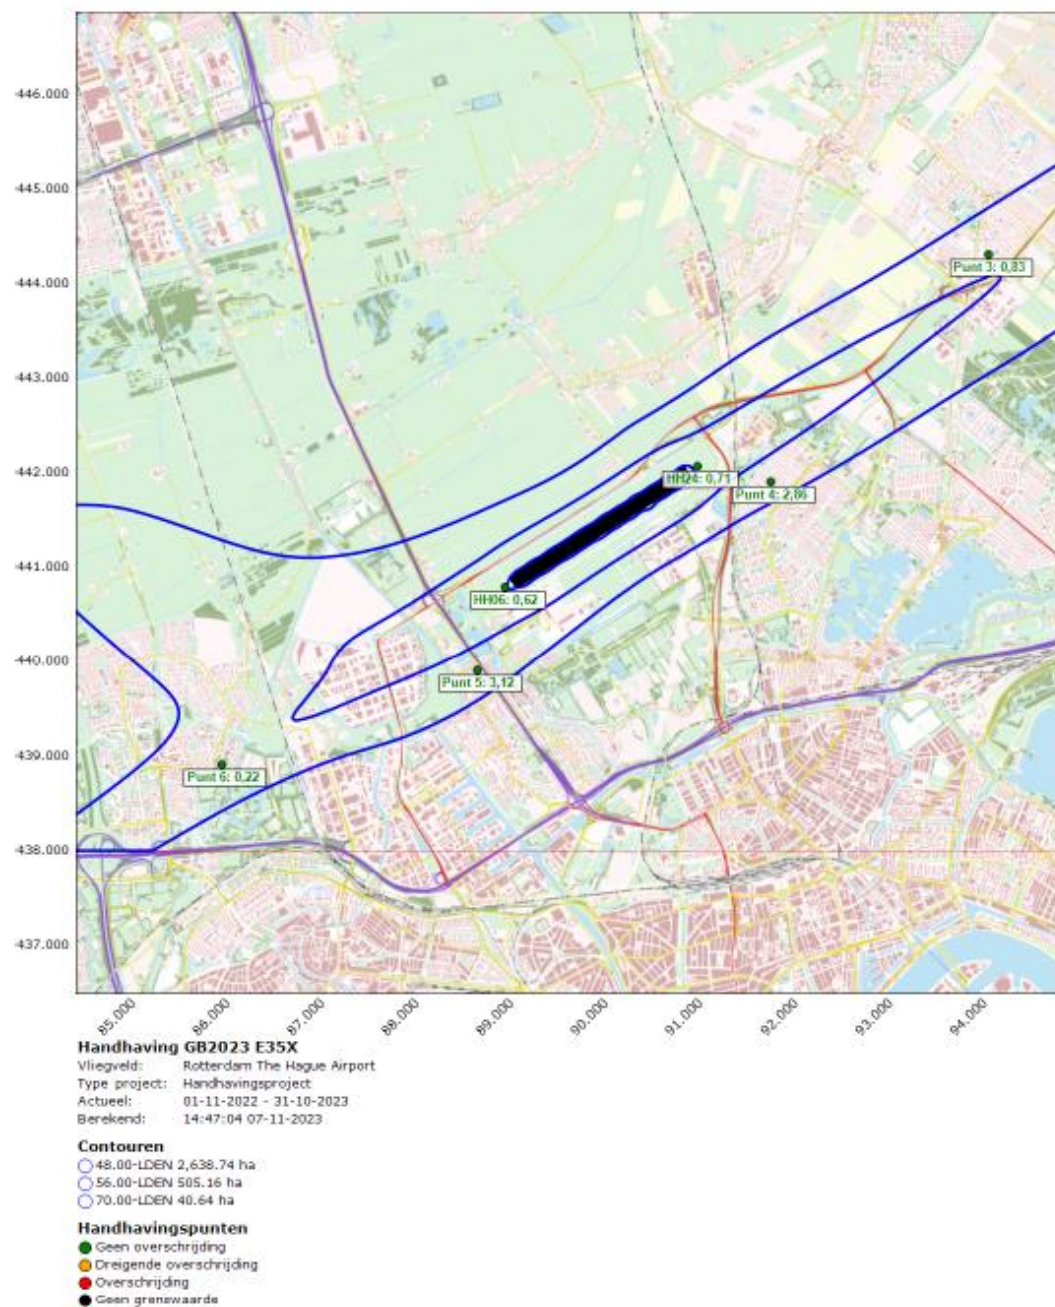 446.000
445.000
444.000
443.000
442.000
441.000
440.000
439.000
438.000
437.000
Punt 3: 0,83
HH24: 0,71
Punt 4: 2,86
HH06: 0,62
Punt 5: 3,12
Punt 6: 0,22
85.000 86.000 87.000 88.000 89.000 90.000 91.000 92.000 93.000 94.000
Handhaving GB2023 E35X
Vliegveld: Rotterdam The Hague Airport
Type project: Handhavingsproject
Actueel: 01-11-2022 - 31-10-2023
Berekend: 14:47:04 07-11-2023
Contouren
48.00-LDEN 2,638.74 ha
56.00-LDEN 505.16 ha
70.00-LDEN 40.64 ha
Handhavingspunten
Geen overschrijding
Dreigende overschrijding
Overschrijding
Geen grenswaarde